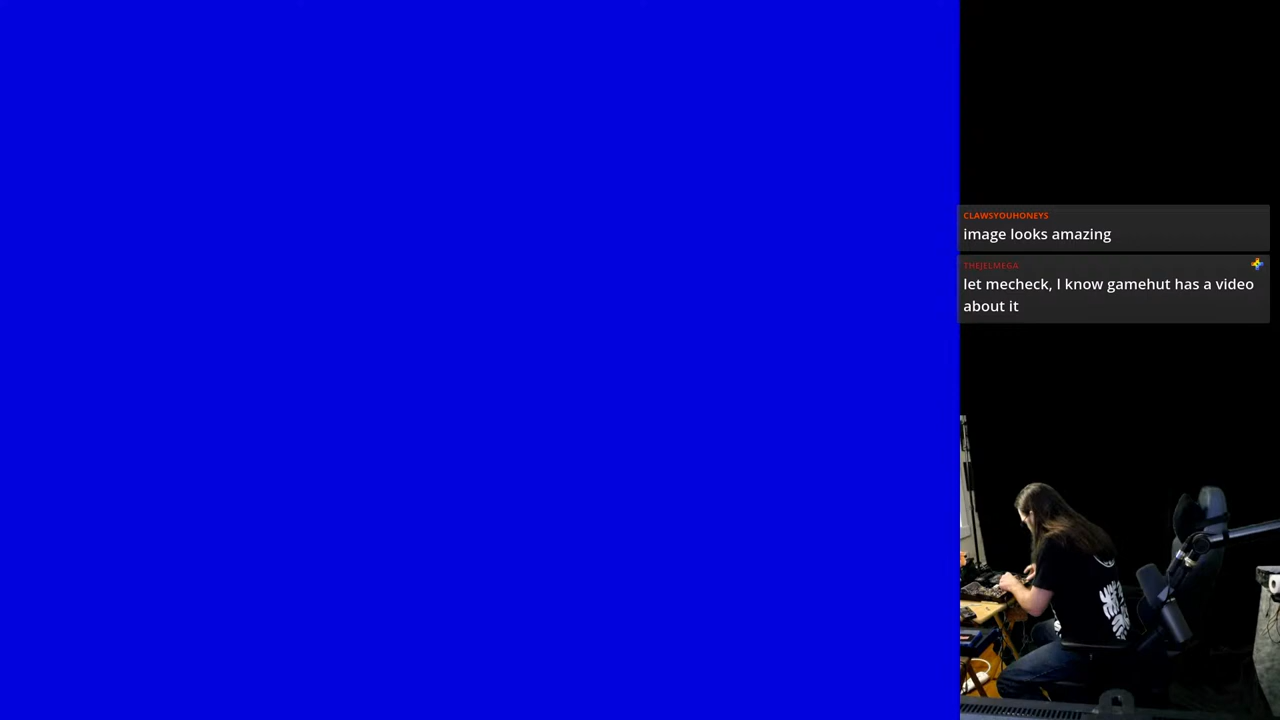 CLAWSYOUHONEYS
image looks amazing
THEJELMEGA
let mecheck, I know gamehut has a video
about it